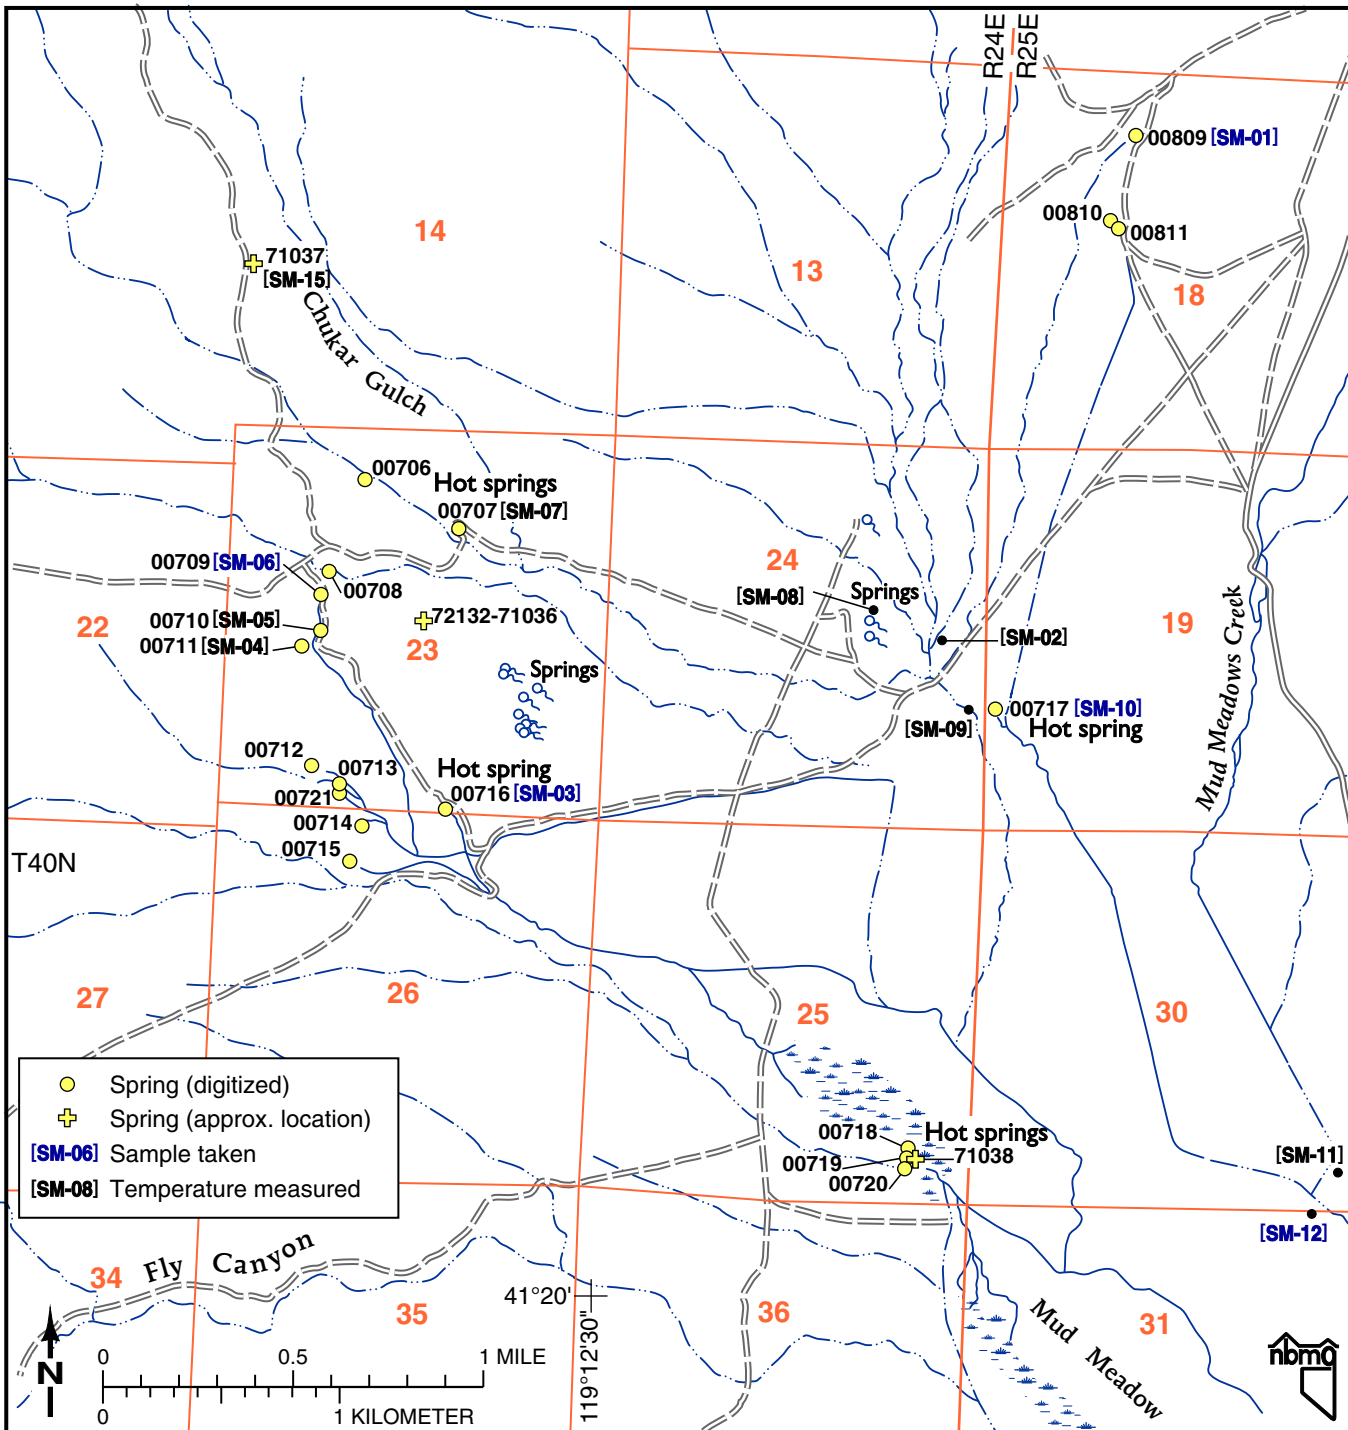 R24E
R25E
00809 [SM-01]
00810
00811
14
13
18
71037
[SM-15]
Chukar Gulch
00706
Hot springs
00707 [SM-07]
00709 [SM-06]
00708
24
[SM-08]
Springs
72132-71036
00710 [SM-05]
00711 [SM-04]
22
23
[SM-02]
19
Mud Meadows Creek
Springs
00717 [SM-10]
Hot spring
[SM-09]
00712
00713
00721
Hot spring
00716 [SM-03]
00714
00715
T40N
27
26
25
30
Spring (digitized)
Spring (approx. location)
[SM-06] Sample taken
[SM-08] Temperature measured
00718
Hot springs
00719
71038
00720
[SM-11]
[SM-12]
Fly Canyon
34
35
36
31
41°20'
119°12'30"
Mud Meadow
N
0 0.5 1 MILE
0 1 KILOMETER
nbmg